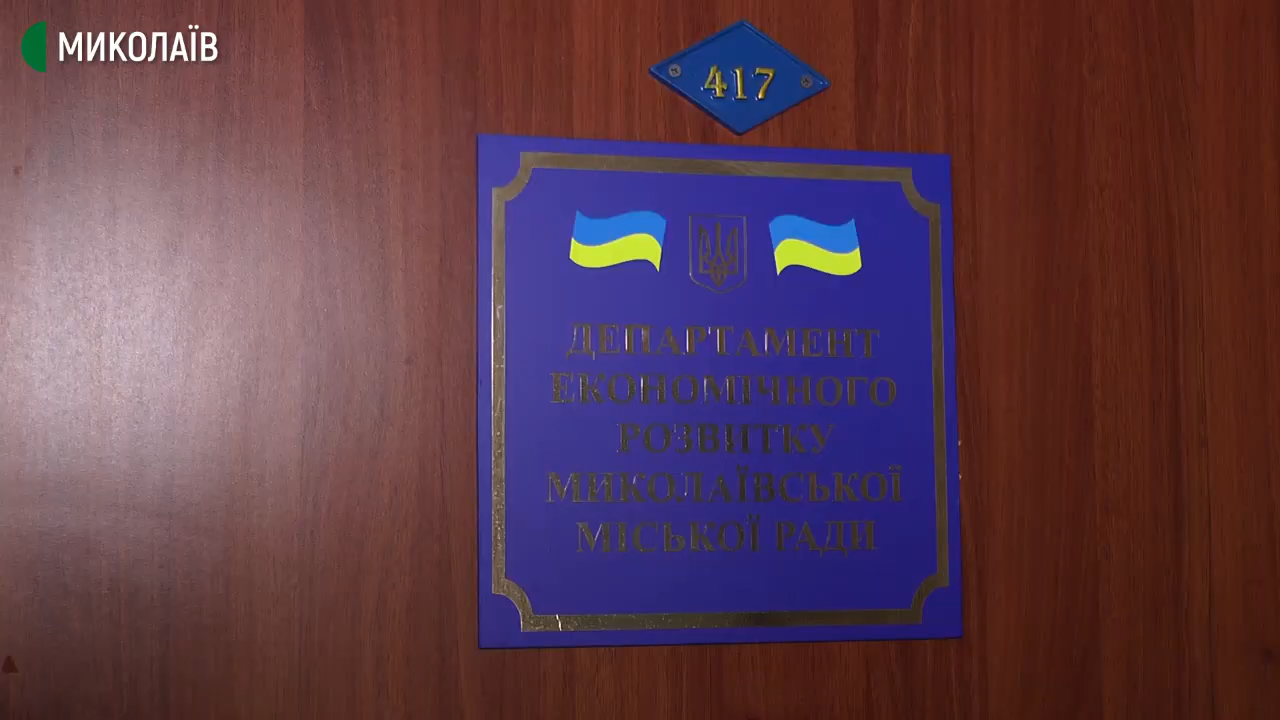 МИКОЛАЇВ
417
ДЕПАРТАМЕНТ
ЕКОНОМІЧНОГО
РОЗВИТКУ
МИКОЛАЇВСЬКОЇ
МІСЬКОЇ РАДИ